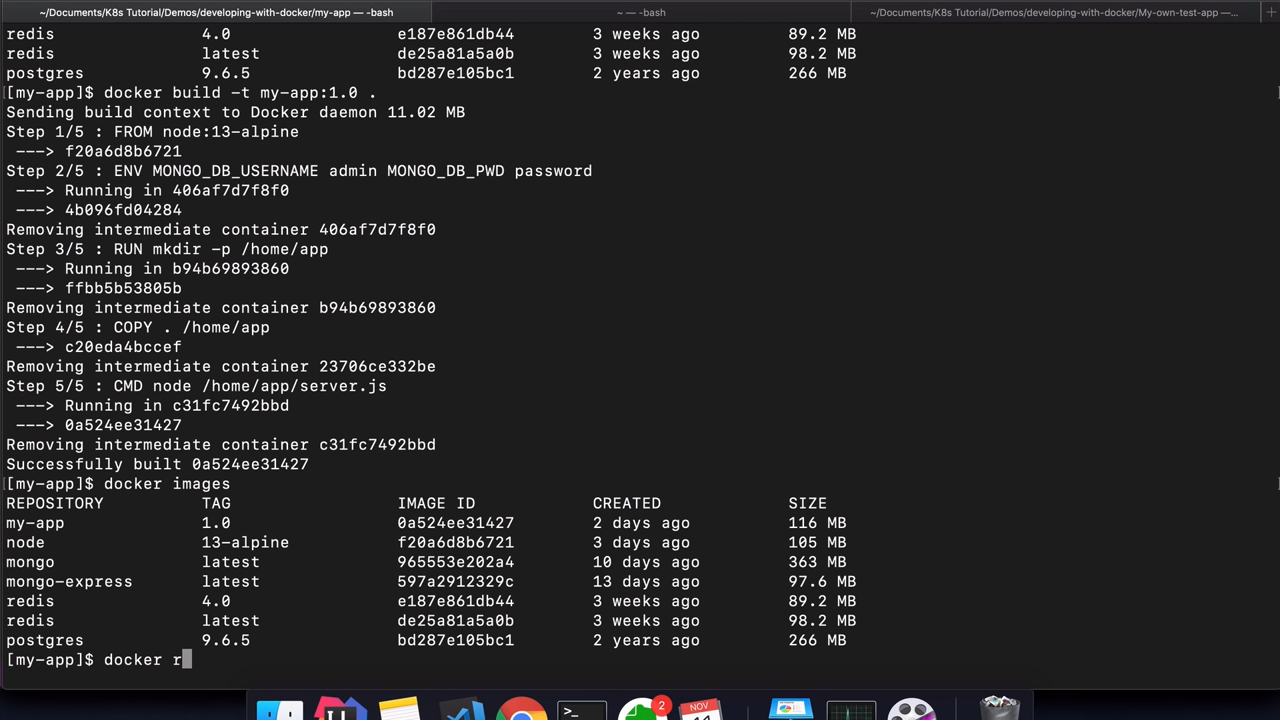 ~/Documents/K8s Tutorial/Demos/developing-with-docker/my-app — -bash
~ — -bash
~/Documents/K8s Tutorial/Demos/developing-with-docker/My-own-test-app —...
+
redis 4.0 e187e861db44 3 weeks ago 89.2 MB
redis latest de25a81a5a0b 3 weeks ago 98.2 MB
postgres 9.6.5 bd287e105bc1 2 years ago 266 MB
[my-app]$ docker build -t my-app:1.0 .
Sending build context to Docker daemon 11.02 MB
Step 1/5 : FROM node:13-alpine
---> f20a6d8b6721
Step 2/5 : ENV MONGO_DB_USERNAME admin MONGO_DB_PWD password
---> Running in 406af7d7f8f0
---> 4b096fd04284
Removing intermediate container 406af7d7f8f0
Step 3/5 : RUN mkdir -p /home/app
---> Running in b94b69893860
---> ffbb5b53805b
Removing intermediate container b94b69893860
Step 4/5 : COPY . /home/app
---> c20eda4bccef
Removing intermediate container 23706ce332be
Step 5/5 : CMD node /home/app/server.js
---> Running in c31fc7492bbd
---> 0a524ee31427
Removing intermediate container c31fc7492bbd
Successfully built 0a524ee31427
[my-app]$ docker images
REPOSITORY TAG IMAGE ID CREATED SIZE
my-app 1.0 0a524ee31427 2 days ago 116 MB
node 13-alpine f20a6d8b6721 3 days ago 105 MB
mongo latest 965553e202a4 10 days ago 363 MB
mongo-express latest 597a2912329c 13 days ago 97.6 MB
redis 4.0 e187e861db44 3 weeks ago 89.2 MB
redis latest de25a81a5a0b 3 weeks ago 98.2 MB
postgres 9.6.5 bd287e105bc1 2 years ago 266 MB
[my-app]$ docker r
>_
2
NOV